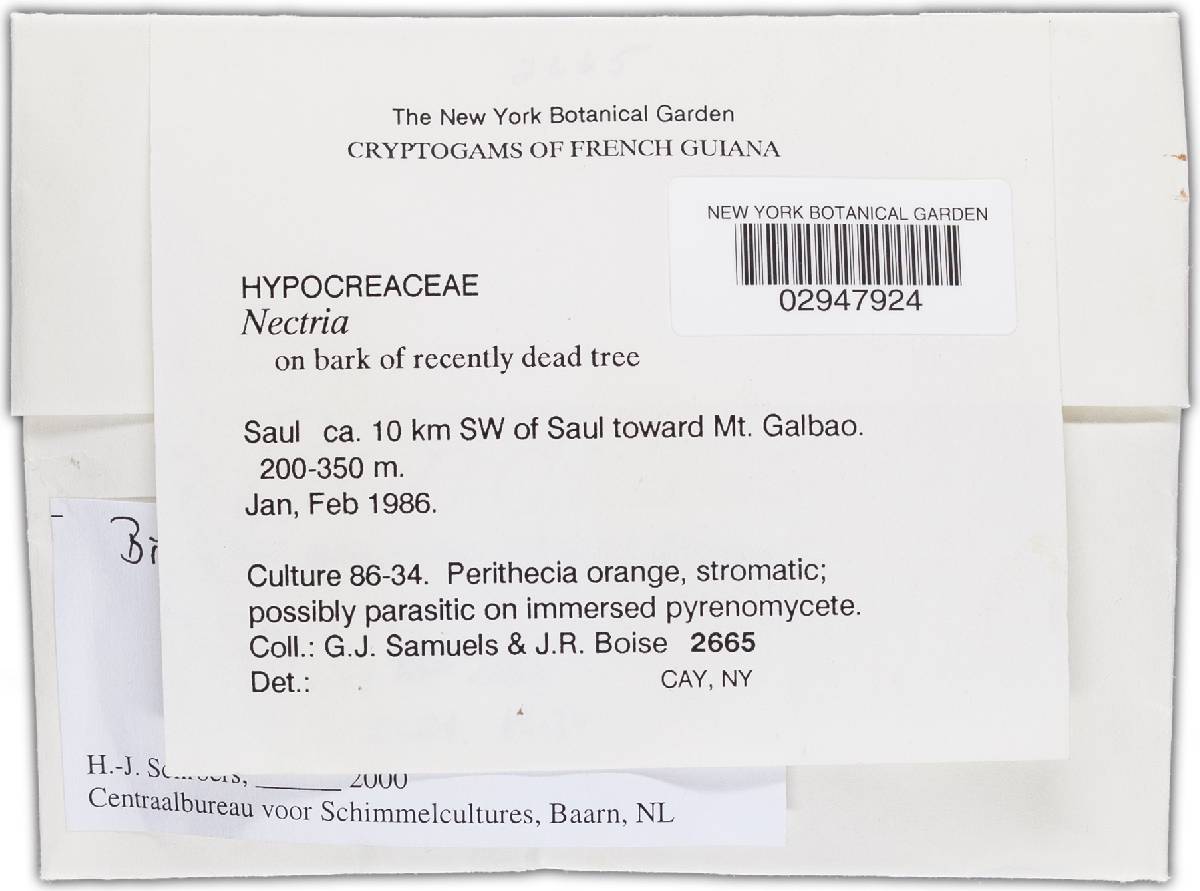 The New York Botanical Garden
CRYPTOGAMS OF FRENCH GUIANA
NEW YORK BOTANICAL GARDEN
02947924
HYPOCREACEAE
Nectria
on bark of recently dead tree
Saul ca. 10 km SW of Saul toward Mt. Galbao.
200-350 m.
Jan, Feb 1986.
Culture 86-34. Perithecia orange, stromatic;
possibly parasitic on immersed pyrenomycete.
Coll.: G.J. Samuels & J.R. Boise 2665
Det.: CAY, NY
H.-J. 2000
Centraalbureau voor Schimmelcultures, Baarn, NL